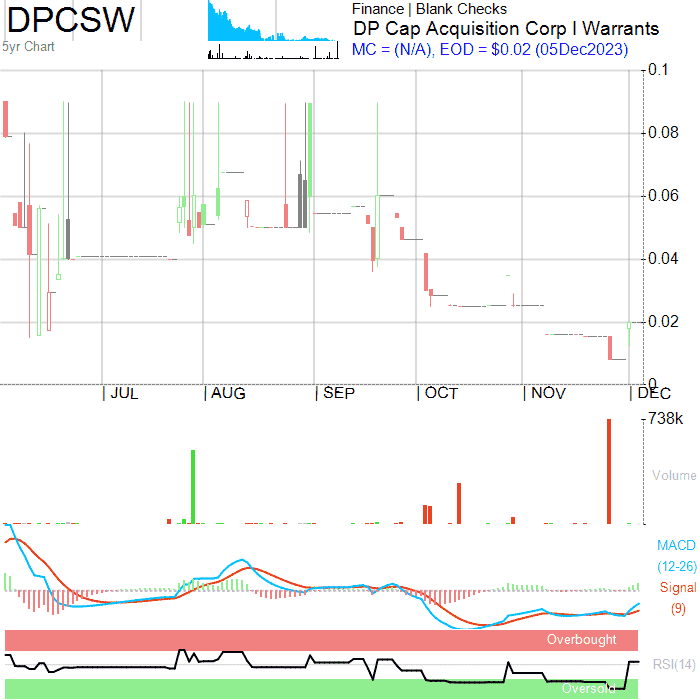 DPCSW
5yr Chart
Finance | Blank Checks
DP Cap Acquisition Corp I Warrants
MC = (N/A), EOD = $0.02 (05Dec2023)
0.1
0.08
0.06
0.04
0.02
0
| JUL | AUG | SEP | OCT | NOV | DEC
738k
Volume
MACD
(12-26)
Signal
(9)
Overbought
RSI(14)
Oversold